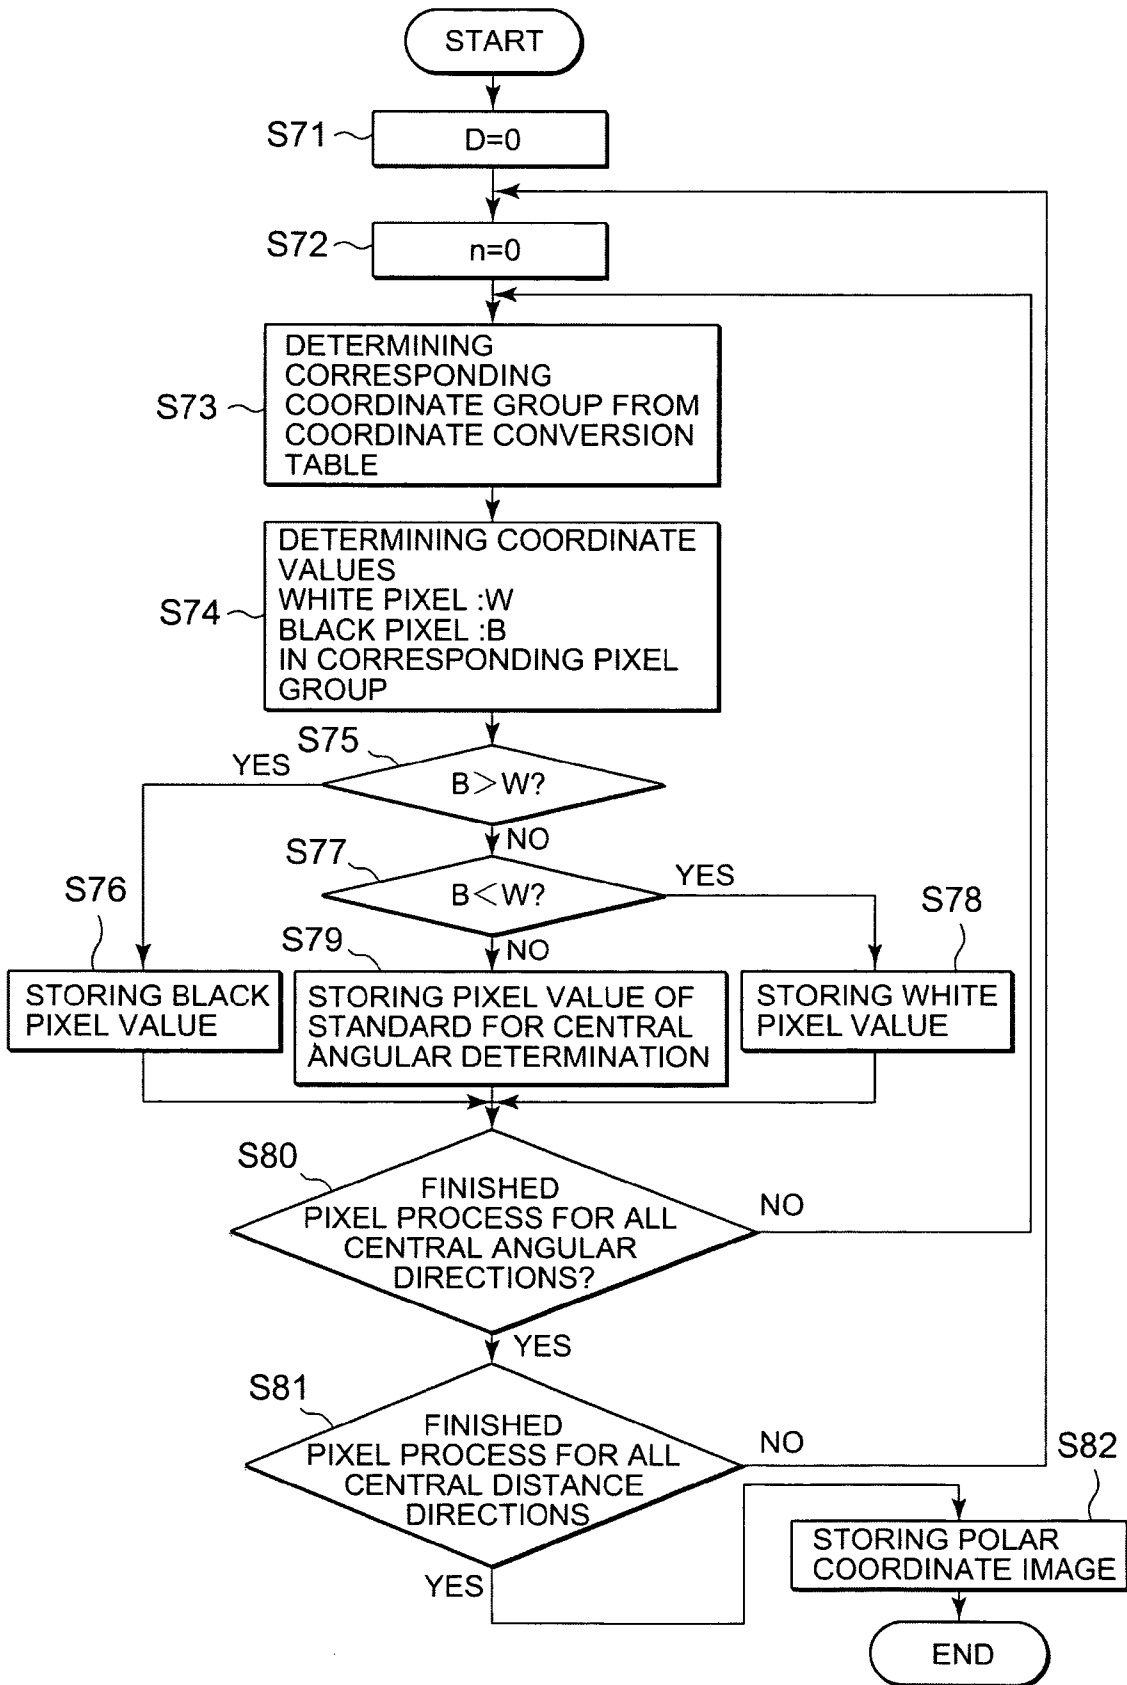 START
S71
D=0
S72
n=0
S73
DETERMINING
CORRESPONDING
COORDINATE GROUP FROM
COORDINATE CONVERSION
TABLE
S74
DETERMINING COORDINATE
VALUES
WHITE PIXEL :W
BLACK PIXEL :B
IN CORRESPONDING PIXEL
GROUP
S75
YES
B>W?
NO
S77
B<W?
YES
S76
STORING BLACK
PIXEL VALUE
S79
NO
STORING PIXEL VALUE OF
STANDARD FOR CENTRAL
ANGULAR DETERMINATION
S78
STORING WHITE
PIXEL VALUE
S80
FINISHED
PIXEL PROCESS FOR ALL
CENTRAL ANGULAR
DIRECTIONS?
NO
YES
S81
FINISHED
PIXEL PROCESS FOR ALL
CENTRAL DISTANCE
DIRECTIONS
NO
YES
S82
STORING POLAR
COORDINATE IMAGE
END